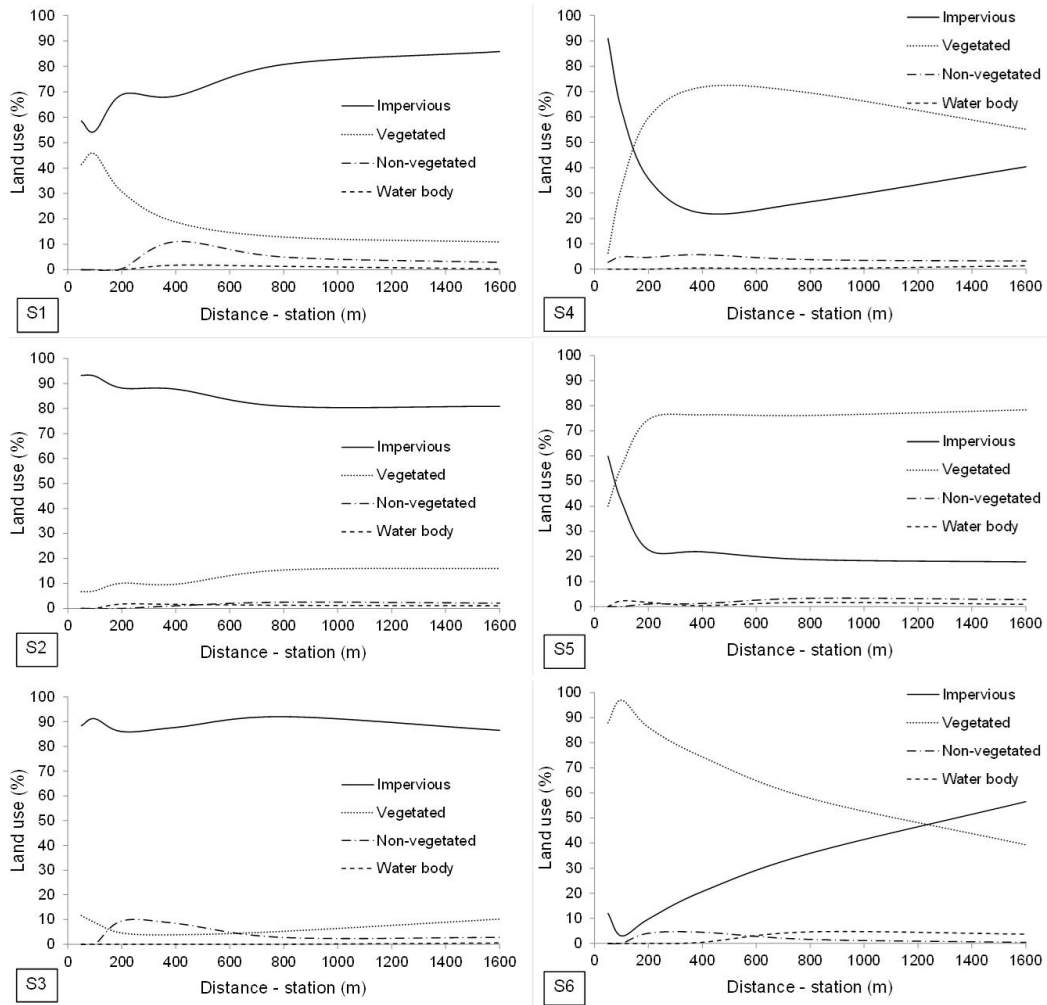 100
90
80
70
60
50
40
30
20
10
0
Land use (%)
Impervious
Vegetated
Non-vegetated
Water body
0 200 400 600 800 1000 1200 1400 1600
Distance - station (m)
S1
100
90
80
70
60
50
40
30
20
10
0
Land use (%)
Impervious
Vegetated
Non-vegetated
Water body
0 200 400 600 800 1000 1200 1400 1600
Distance - station (m)
S4
100
90
80
70
60
50
40
30
20
10
0
Land use (%)
Impervious
Vegetated
Non-vegetated
Water body
0 200 400 600 800 1000 1200 1400 1600
Distance - station (m)
S2
100
90
80
70
60
50
40
30
20
10
0
Land use (%)
Impervious
Vegetated
Non-vegetated
Water body
0 200 400 600 800 1000 1200 1400 1600
Distance - station (m)
S5
100
90
80
70
60
50
40
30
20
10
0
Land use (%)
Impervious
Vegetated
Non-vegetated
Water body
0 200 400 600 800 1000 1200 1400 1600
Distance - station (m)
S3
100
90
80
70
60
50
40
30
20
10
0
Land use (%)
Impervious
Vegetated
Non-vegetated
Water body
0 200 400 600 800 1000 1200 1400 1600
Distance - station (m)
S6